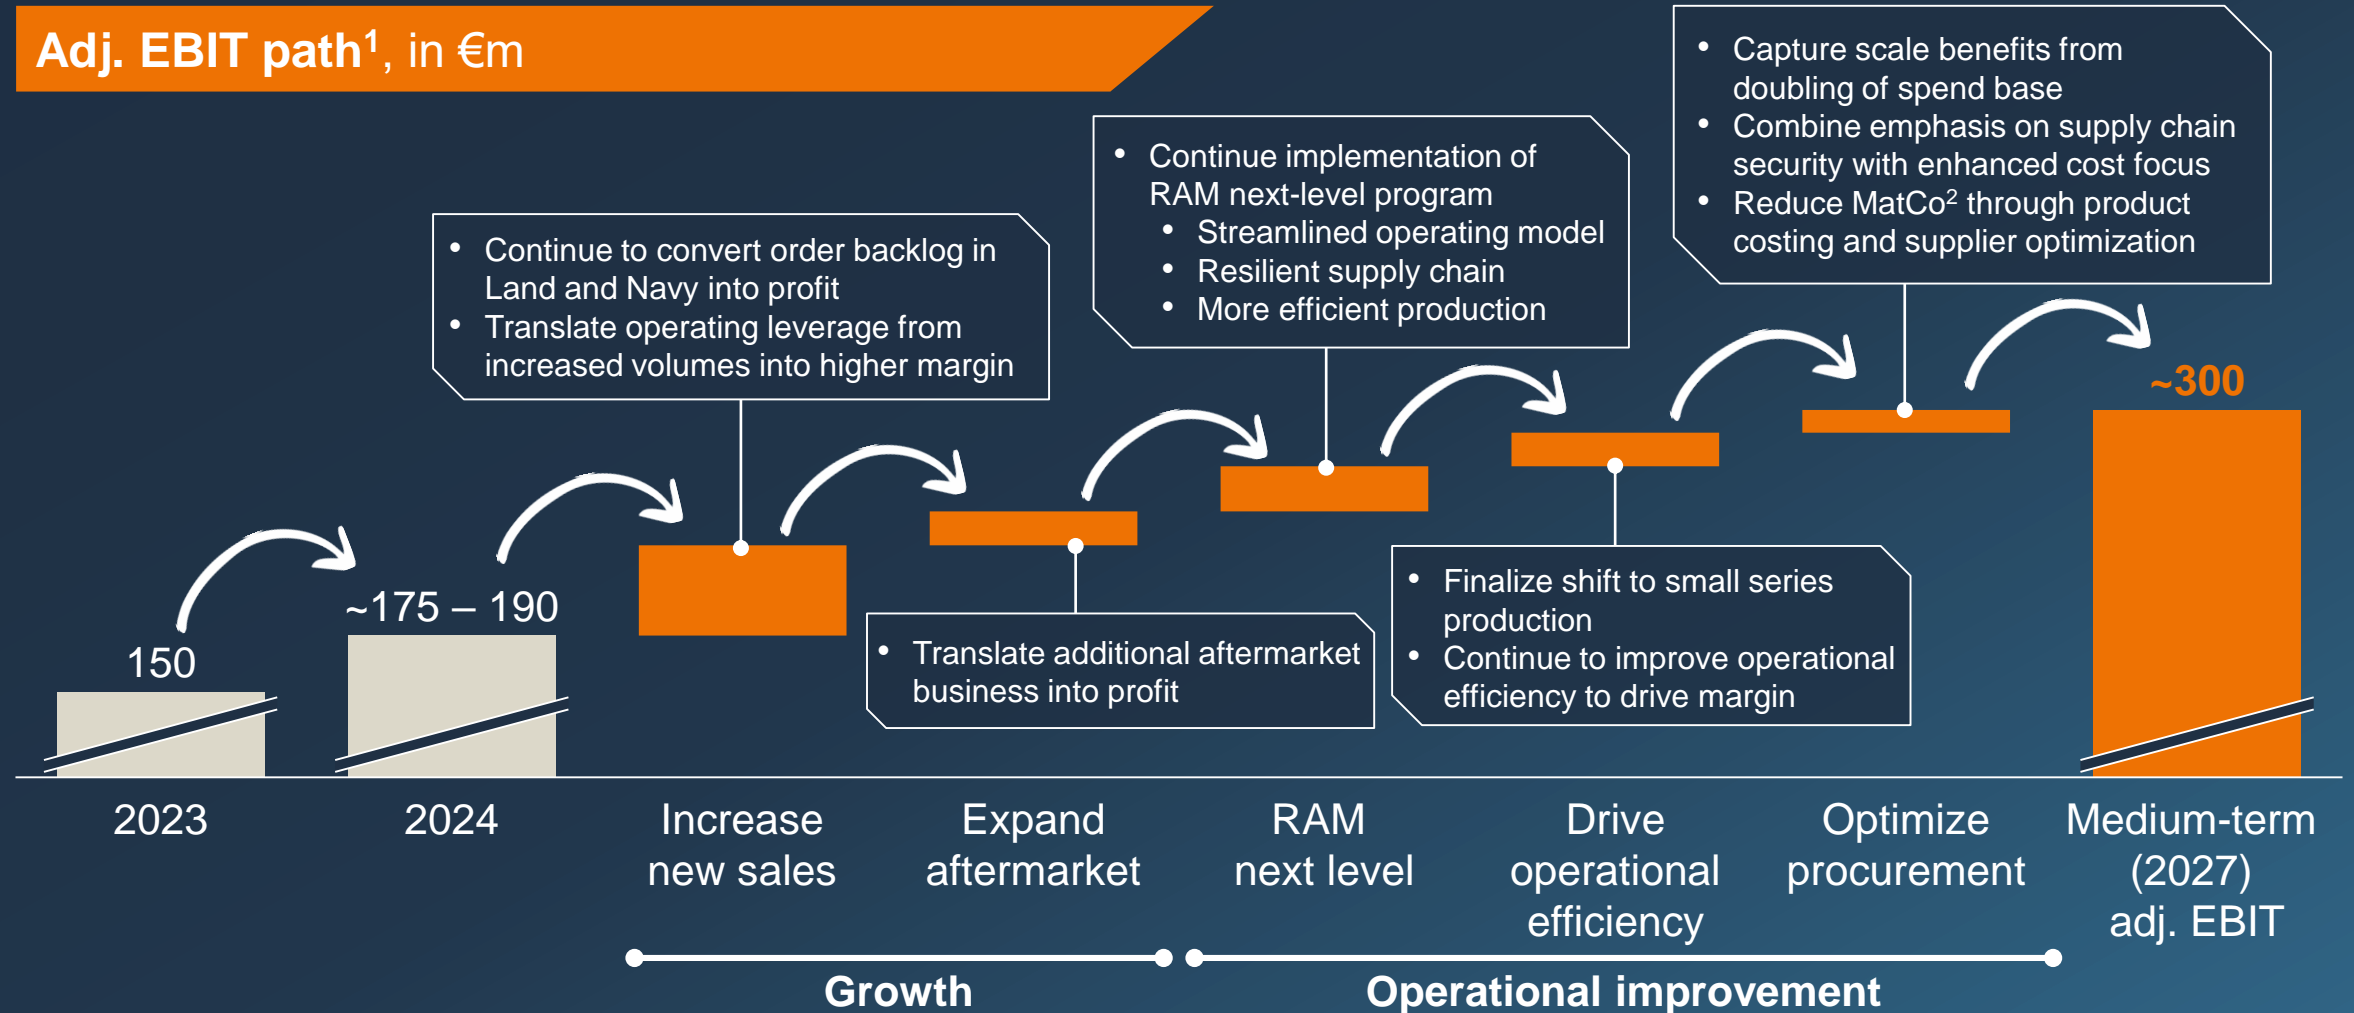 Adj. EBIT path¹, in €m
• Capture scale benefits from
doubling of spend base
• Combine emphasis on supply chain
security with enhanced cost focus
• Reduce MatCo² through product
costing and supplier optimization
• Continue implementation of
RAM next-level program
• Streamlined operating model
• Resilient supply chain
• More efficient production
• Continue to convert order backlog in
Land and Navy into profit
• Translate operating leverage from
increased volumes into higher margin
~300
~175 – 190
150
• Translate additional aftermarket
business into profit
• Finalize shift to small series
production
• Continue to improve operational
efficiency to drive margin
2023
2024
Increase
new sales
Expand
aftermarket
RAM
next level
Drive
operational
efficiency
Optimize
procurement
Medium-term
(2027)
adj. EBIT
Growth
Operational improvement